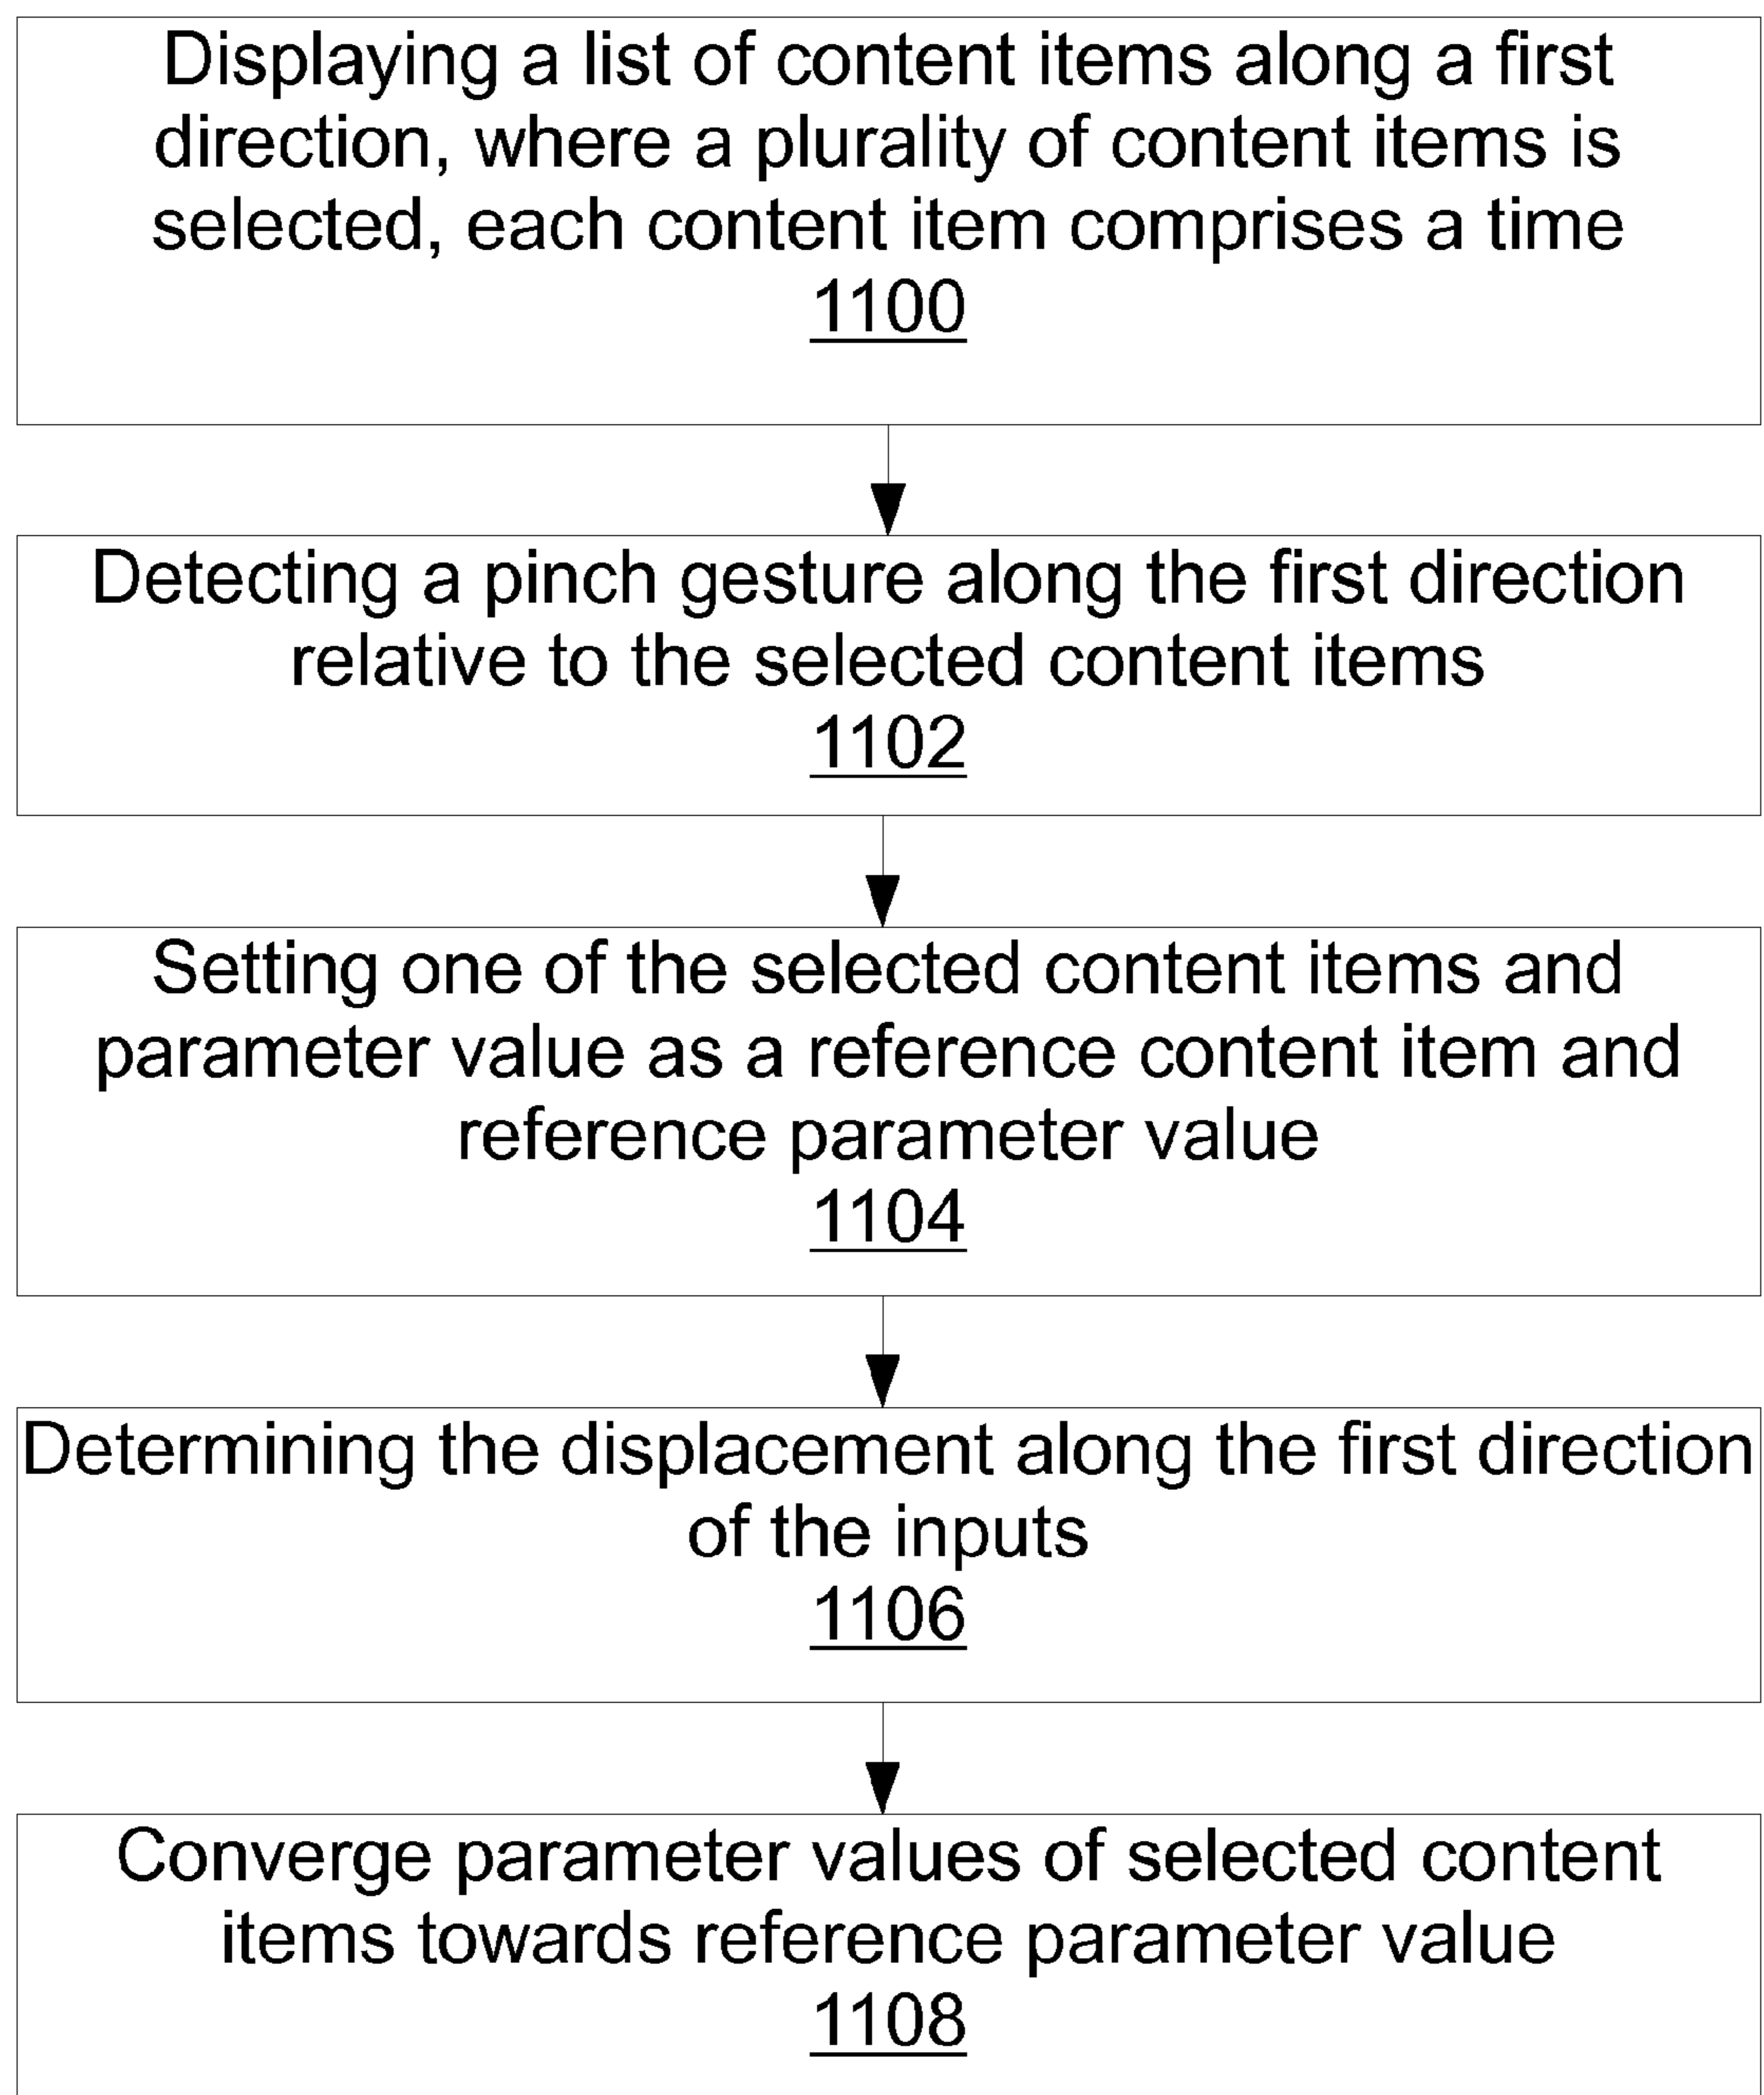 Displaying a list of content items along a first
direction, where a plurality of content items is
selected, each content item comprises a time
1100
Detecting a pinch gesture along the first direction
relative to the selected content items
1102
Setting one of the selected content items and
parameter value as a reference content item and
reference parameter value
1104
Determining the displacement along the first direction
of the inputs
1106
Converge parameter values of selected content
items towards reference parameter value
1108